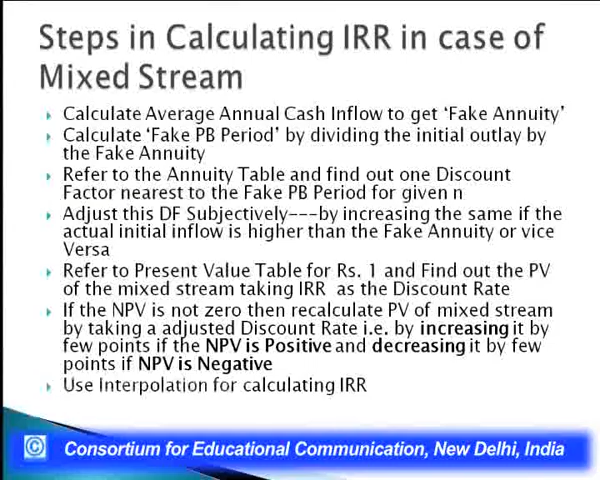 Steps in Calculating IRR in case of
Mixed Stream
Calculate Average Annual Cash Inflow to get ‘Fake Annuity’
Calculate ‘Fake PB Period’ by dividing the initial outlay by
the Fake Annuity
Refer to the Annuity Table and find out one Discount
Factor nearest to the Fake PB Period for given n
Adjust this DF Subjectively---by increasing the same if the
actual initial inflow is higher than the Fake Annuity or vice
Versa
Refer to Present Value Table for Rs. 1 and Find out the PV
of the mixed stream taking IRR as the Discount Rate
If the NPV is not zero then recalculate PV of mixed stream
by taking a adjusted Discount Rate i.e. by increasing it by
few points if the NPV is Positive and decreasing it by few
points if NPV is Negative
Use Interpolation for calculating IRR
© Consortium for Educational Communication, New Delhi, India